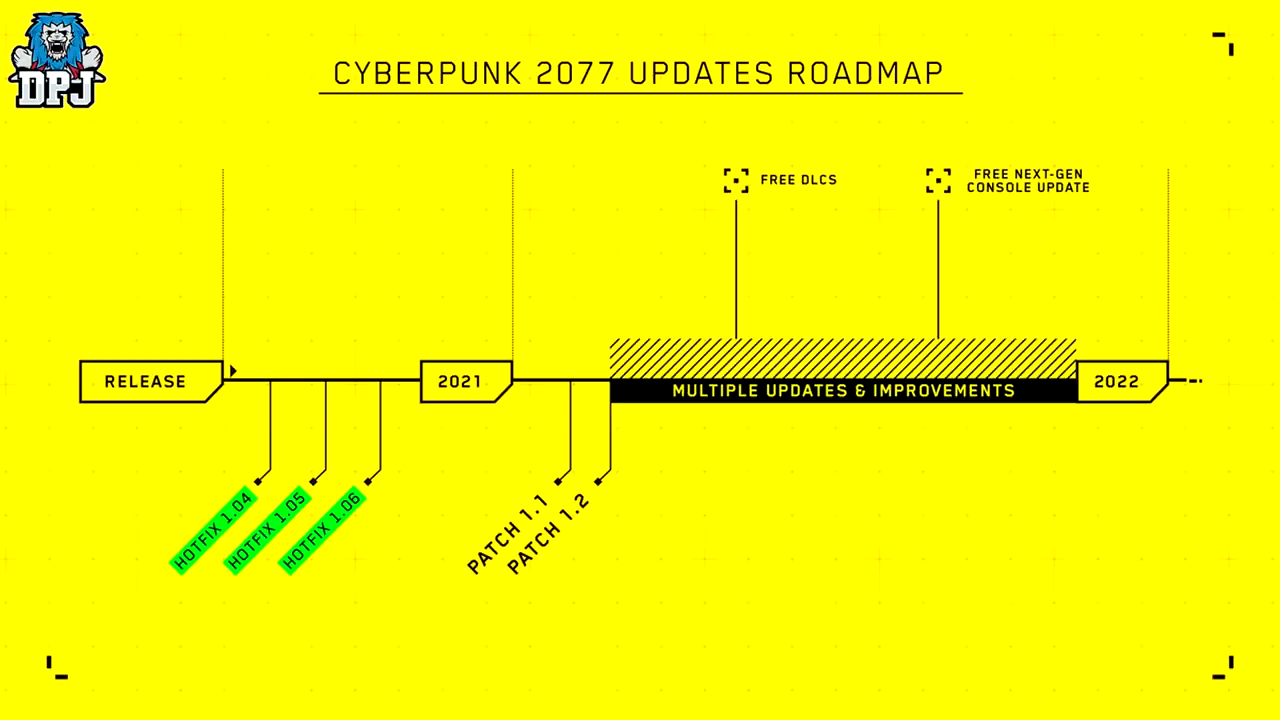 DPJ
CYBERPUNK 2077 UPDATES ROADMAP
FREE DLCS
FREE NEXT-GEN
CONSOLE UPDATE
RELEASE
2021
MULTIPLE UPDATES & IMPROVEMENTS
2022
HOTFIX 1.04
HOTFIX 1.05
HOTFIX 1.06
PATCH 1.1
PATCH 1.2